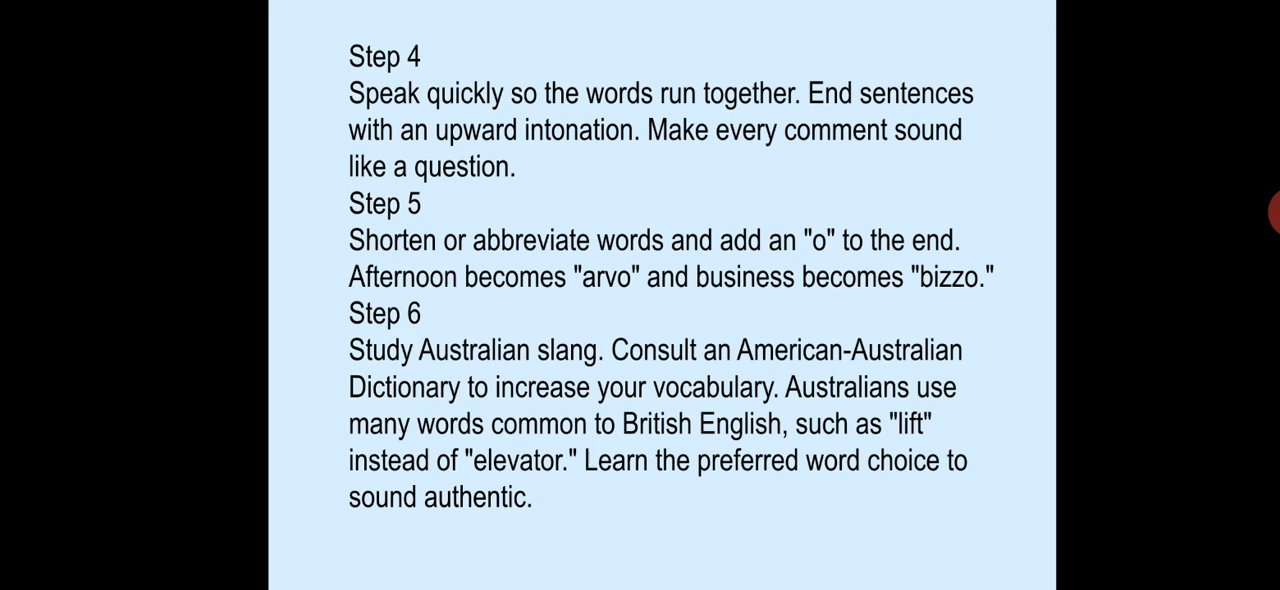 Step 4
Speak quickly so the words run together. End sentences
with an upward intonation. Make every comment sound
like a question.
Step 5
Shorten or abbreviate words and add an "o" to the end.
Afternoon becomes "arvo" and business becomes "bizzo."
Step 6
Study Australian slang. Consult an American-Australian
Dictionary to increase your vocabulary. Australians use
many words common to British English, such as "lift"
instead of "elevator." Learn the preferred word choice to
sound authentic.